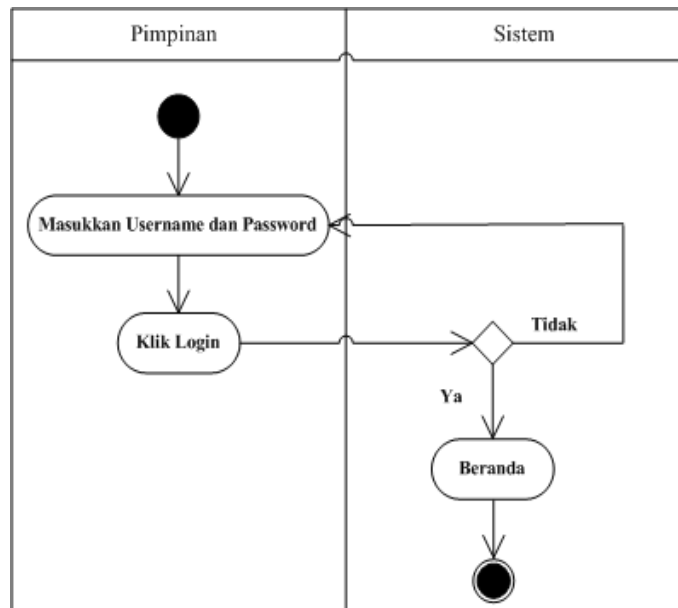 Pimpinan
Sistem
Masukkan Username dan Password
Klik Login
Tidak
Ya
Beranda